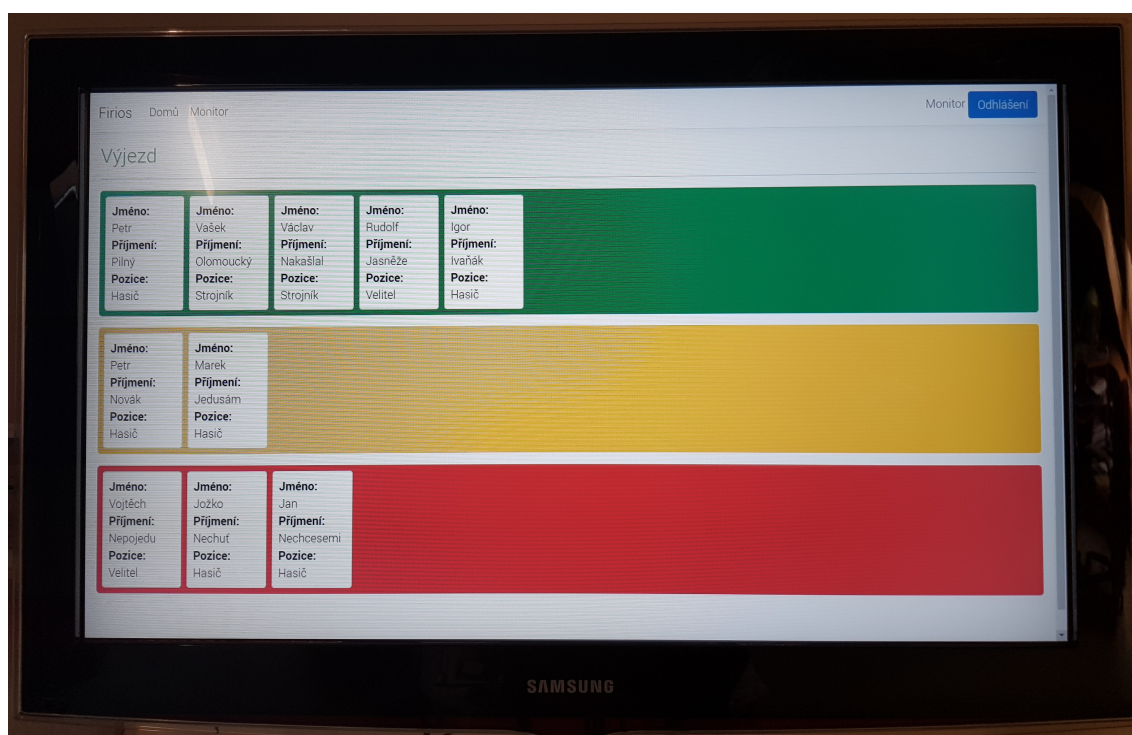 Firios Domů Monitor
Monitor Odhlášení
Výjezd
Jméno:
Petr
Příjmení:
Pilný
Pozice:
Hasič
Jméno:
Vašek
Příjmení:
Olomoucký
Pozice:
Strojník
Jméno:
Václav
Příjmení:
Nakašlal
Pozice:
Strojník
Jméno:
Rudolf
Příjmení:
Jasněže
Pozice:
Velitel
Jméno:
Igor
Příjmení:
Ivaňák
Pozice:
Hasič
Jméno:
Petr
Příjmení:
Novák
Pozice:
Hasič
Jméno:
Marek
Příjmení:
Jedusám
Pozice:
Hasič
Jméno:
Vojtěch
Příjmení:
Nepojedu
Pozice:
Velitel
Jméno:
Jožko
Příjmení:
Nechuť
Pozice:
Hasič
Jméno:
Jan
Příjmení:
Nechcesemi
Pozice:
Hasič
SAMSUNG